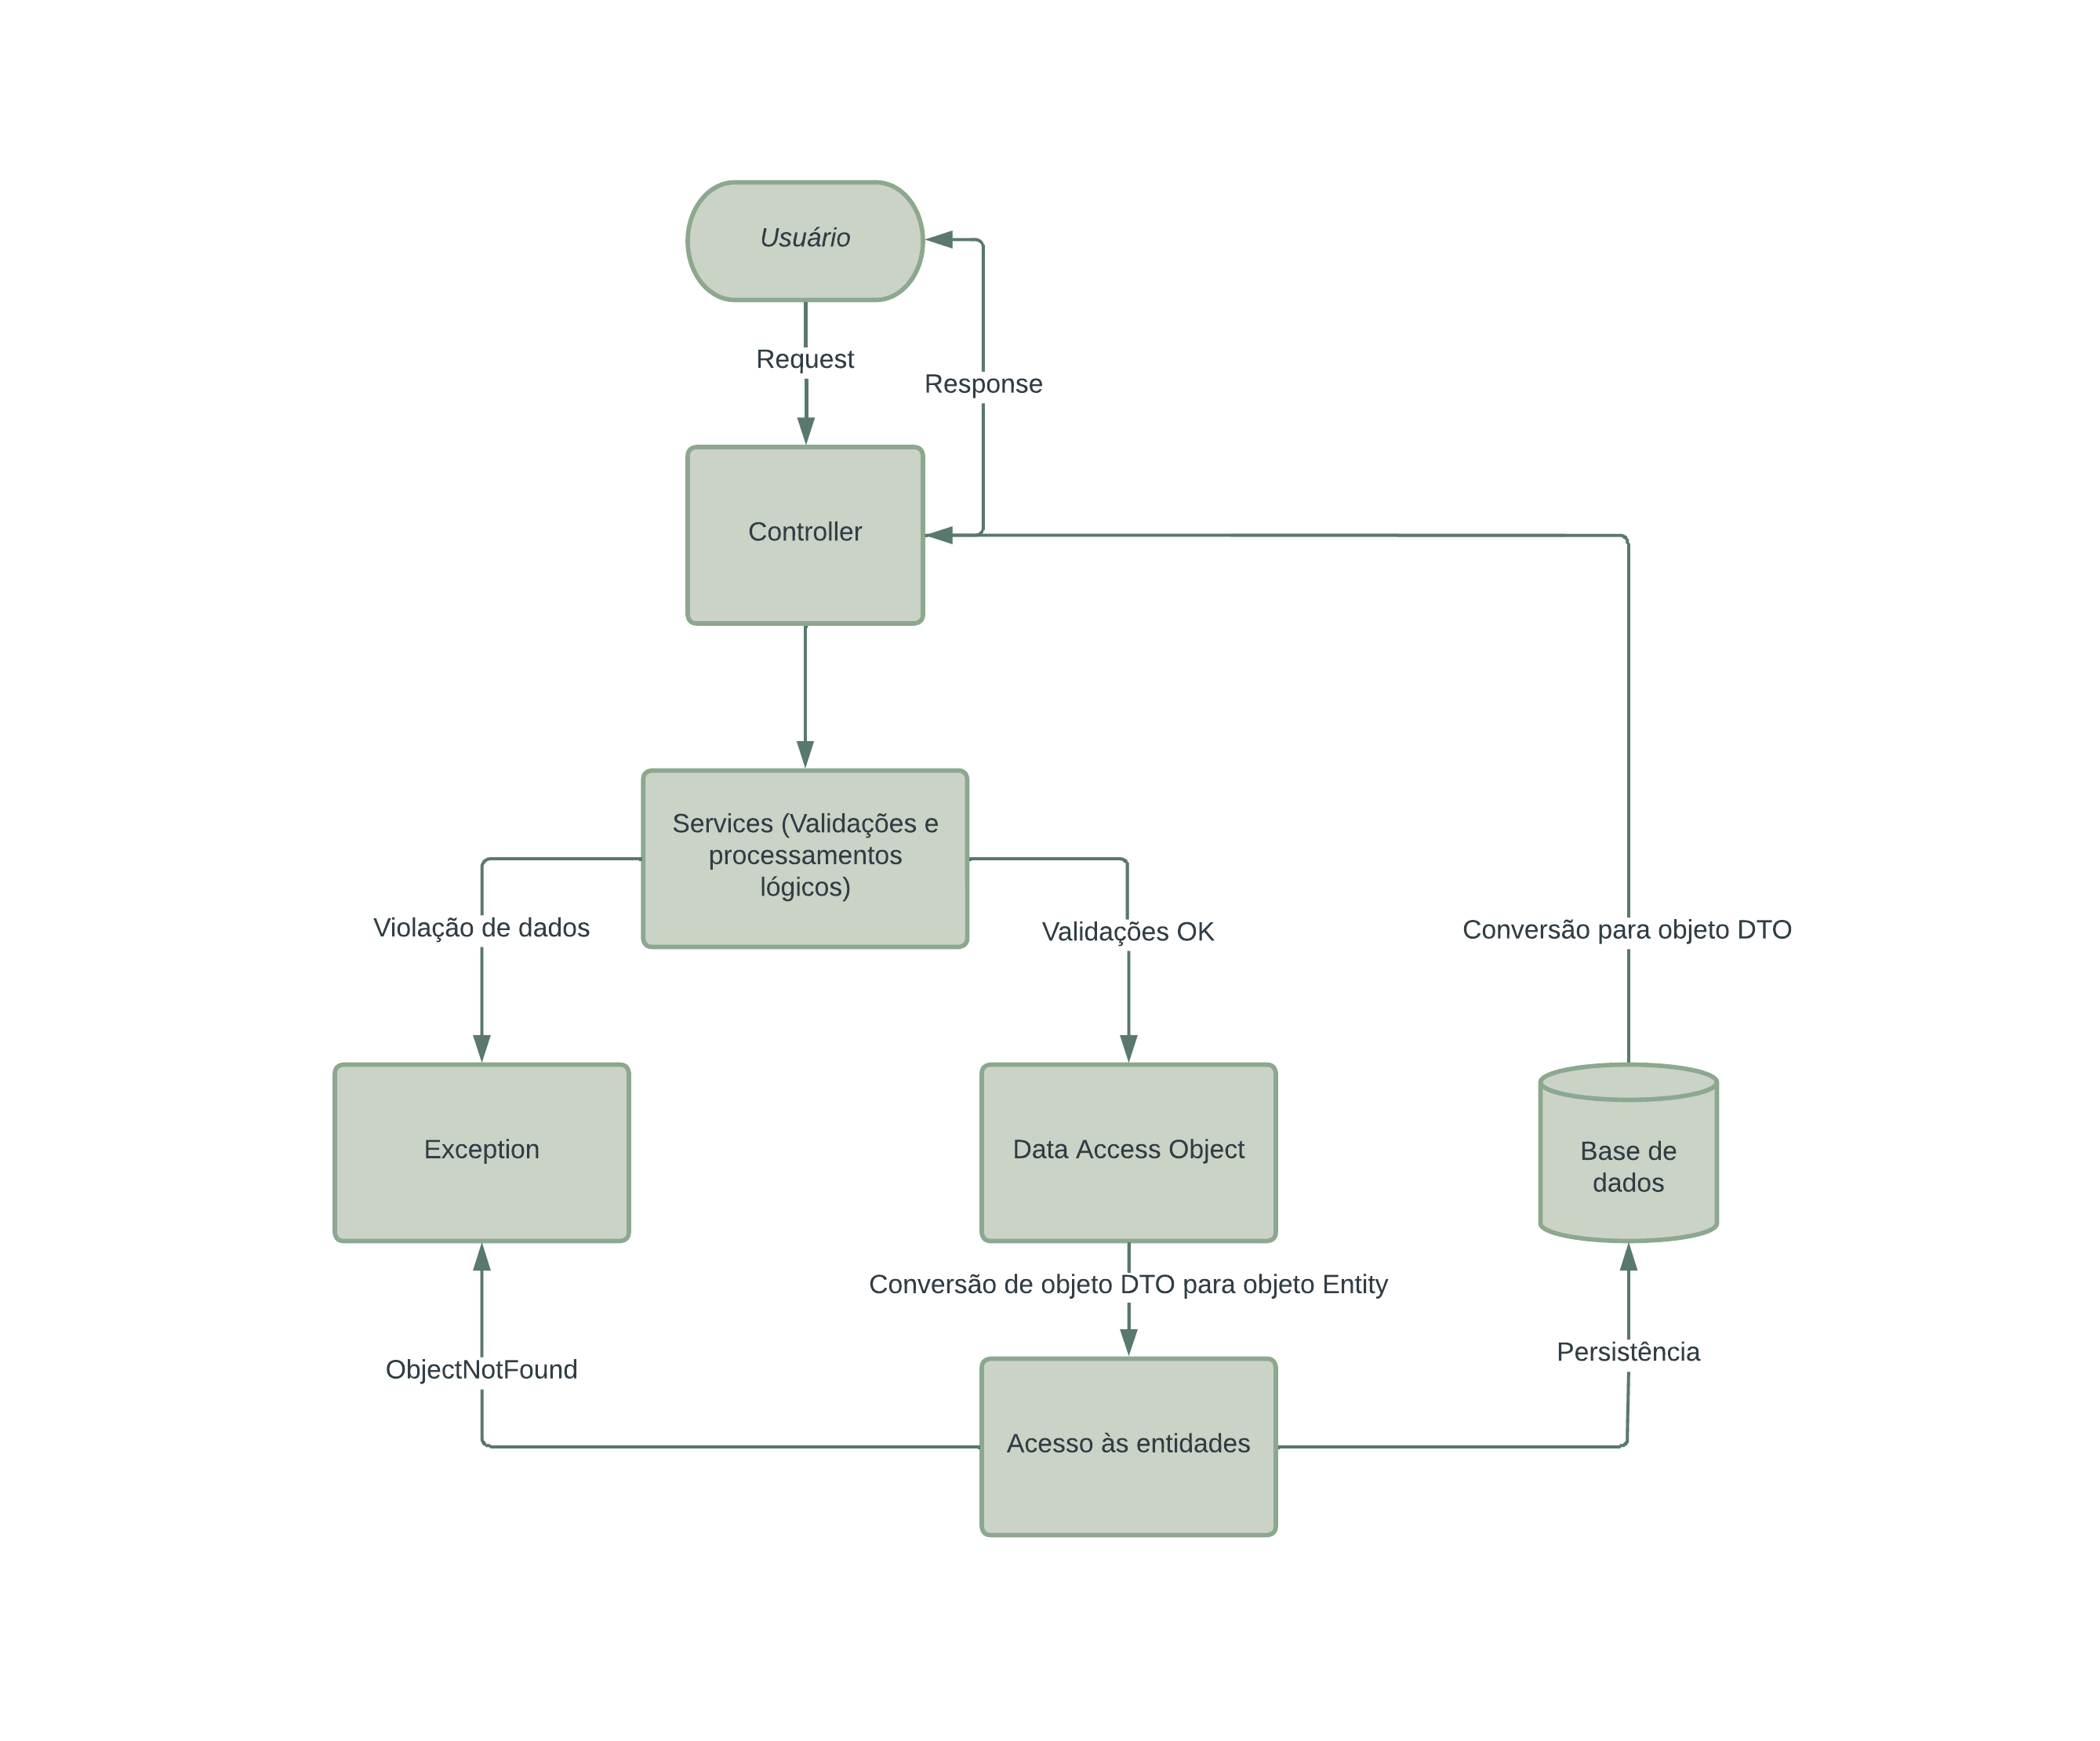 Usuário
Request
Response
Controller
Services (Validações e
processamentos
lógicos)
Violação de dados
Validações OK
Conversão para objeto DTO
Exception
Data Access Object
Base de
dados
Conversão de objeto DTO para objeto Entity
Persistência
ObjectNotFound
Acesso às entidades